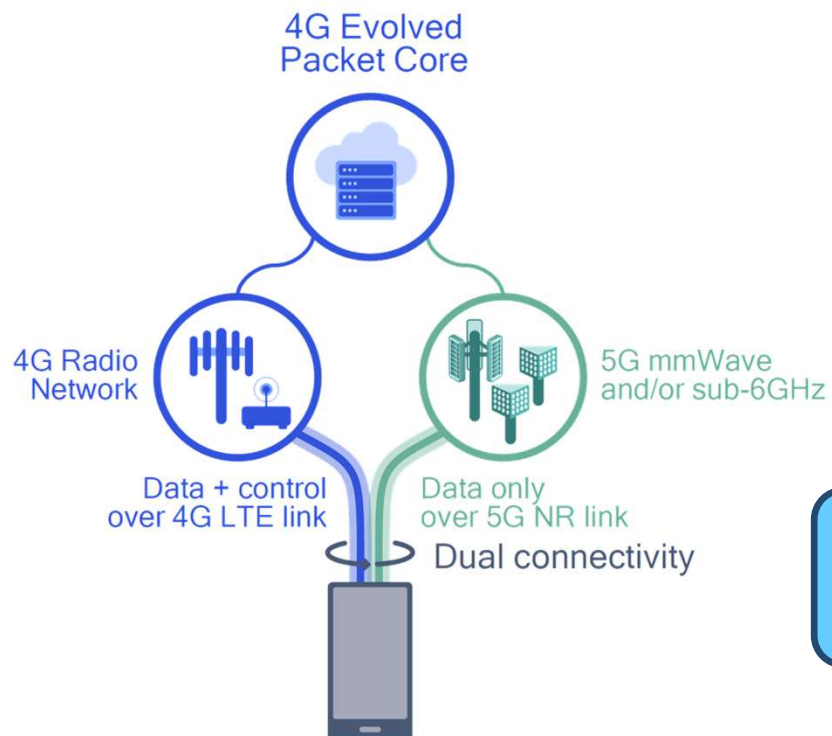 4G Evolved
Packet Core
4G Radio
Network
5G mmWave
and/or sub-6GHz
Data + control
over 4G LTE link
Data only
over 5G NR link
Dual connectivity